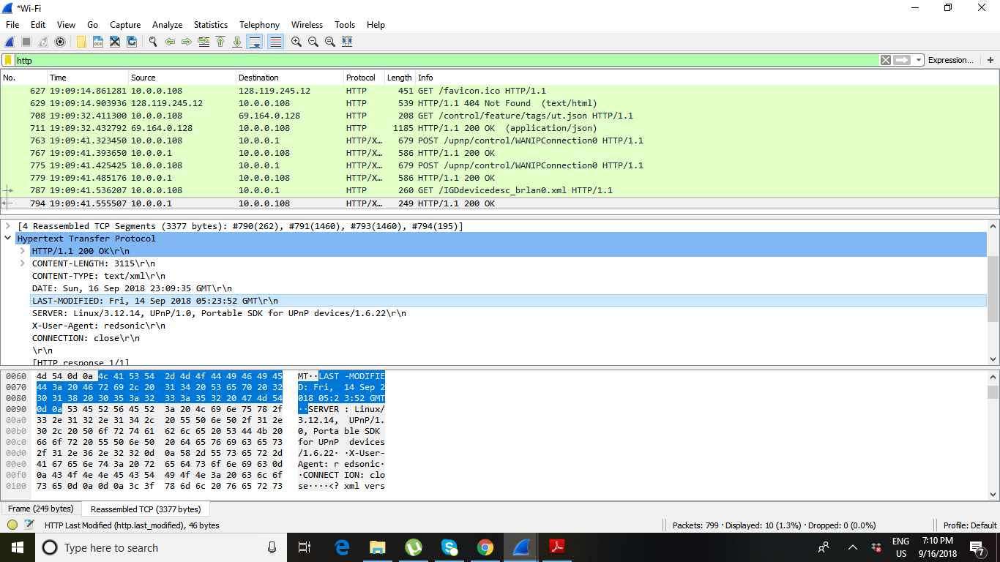 *Wi-Fi
File Edit View Go Capture Analyze Statistics Telephony Wireless Tools Help
http Expression... +
No. Time Source Destination Protocol Length Info
627 19:09:14.861281 10.0.0.108 128.119.245.12 HTTP 451 GET /favicon.ico HTTP/1.1
629 19:09:14.903936 128.119.245.12 10.0.0.108 HTTP 539 HTTP/1.1 404 Not Found (text/html)
708 19:09:32.411300 10.0.0.108 69.164.0.128 HTTP 208 GET /control/feature/tags/ut.json HTTP/1.1
711 19:09:32.432792 69.164.0.128 10.0.0.108 HTTP 1185 HTTP/1.1 200 OK (application/json)
763 19:09:41.323450 10.0.0.108 10.0.0.1 HTTP/X... 679 POST /upnp/control/WANIPConnection0 HTTP/1.1
767 19:09:41.393650 10.0.0.1 10.0.0.108 HTTP/X... 586 HTTP/1.1 200 OK
775 19:09:41.425425 10.0.0.108 10.0.0.1 HTTP/X... 679 POST /upnp/control/WANIPConnection0 HTTP/1.1
779 19:09:41.485176 10.0.0.1 10.0.0.108 HTTP/X... 586 HTTP/1.1 200 OK
787 19:09:41.536207 10.0.0.108 10.0.0.1 HTTP 260 GET /IGDdevicedesc_brlan0.xml HTTP/1.1
794 19:09:41.555507 10.0.0.1 10.0.0.108 HTTP/X... 249 HTTP/1.1 200 OK
[4 Reassembled TCP Segments (3377 bytes): #790(262), #791(1460), #793(1460), #794(195)]
Hypertext Transfer Protocol
HTTP/1.1 200 OK\r\n
CONTENT-LENGTH: 3115\r\n
CONTENT-TYPE: text/xml\r\n
DATE: Sun, 16 Sep 2018 23:09:35 GMT\r\n
LAST-MODIFIED: Fri, 14 Sep 2018 05:23:52 GMT\r\n
SERVER: Linux/3.12.14, UPnP/1.0, Portable SDK for UPnP devices/1.6.22\r\n
X-User-Agent: redsonic\r\n
CONNECTION: close\r\n
\r\n
[HTTP response 1/1]
0060 4d 54 0d 0a 4c 41 53 54 2d 4d 4f 44 49 46 49 45 MT··LAST -MODIFIE
0070 44 3a 20 46 72 69 2c 20 31 34 20 53 65 70 20 32 D: Fri, 14 Sep 2
0080 30 31 38 20 30 35 3a 32 33 3a 35 32 20 47 4d 54 018 05:2 3:52 GMT
0090 0d 0a 53 45 52 56 45 52 3a 20 4c 69 6e 75 78 2f ··SERVER : Linux/
00a0 33 2e 31 32 2e 31 34 2c 20 55 50 6e 50 2f 31 2e 3.12.14, UPnP/1.
00b0 30 2c 20 50 6f 72 74 61 62 6c 65 20 53 44 4b 20 0, Porta ble SDK
00c0 66 6f 72 20 55 50 6e 50 20 64 65 76 69 63 65 73 for UPnP devices
00d0 2f 31 2e 36 2e 32 32 0d 0a 58 2d 55 73 65 72 2d /1.6.22· ·X-User-
00e0 41 67 65 6e 74 3a 20 72 65 64 73 6f 6e 69 63 0d Agent: r edsonic·
00f0 0a 43 4f 4e 4e 45 43 54 49 4f 4e 3a 20 63 6c 6f ·CONNECT ION: clo
0100 73 65 0d 0a 0d 0a 3c 3f 78 6d 6c 20 76 65 72 73 se····<? xml vers
Frame (249 bytes) Reassembled TCP (3377 bytes)
HTTP Last Modified (http.last_modified), 46 bytes Packets: 799 · Displayed: 10 (1.3%) · Dropped: 0 (0.0%) Profile: Default
Type here to search ENG 7:10 PM
US 9/16/2018 7